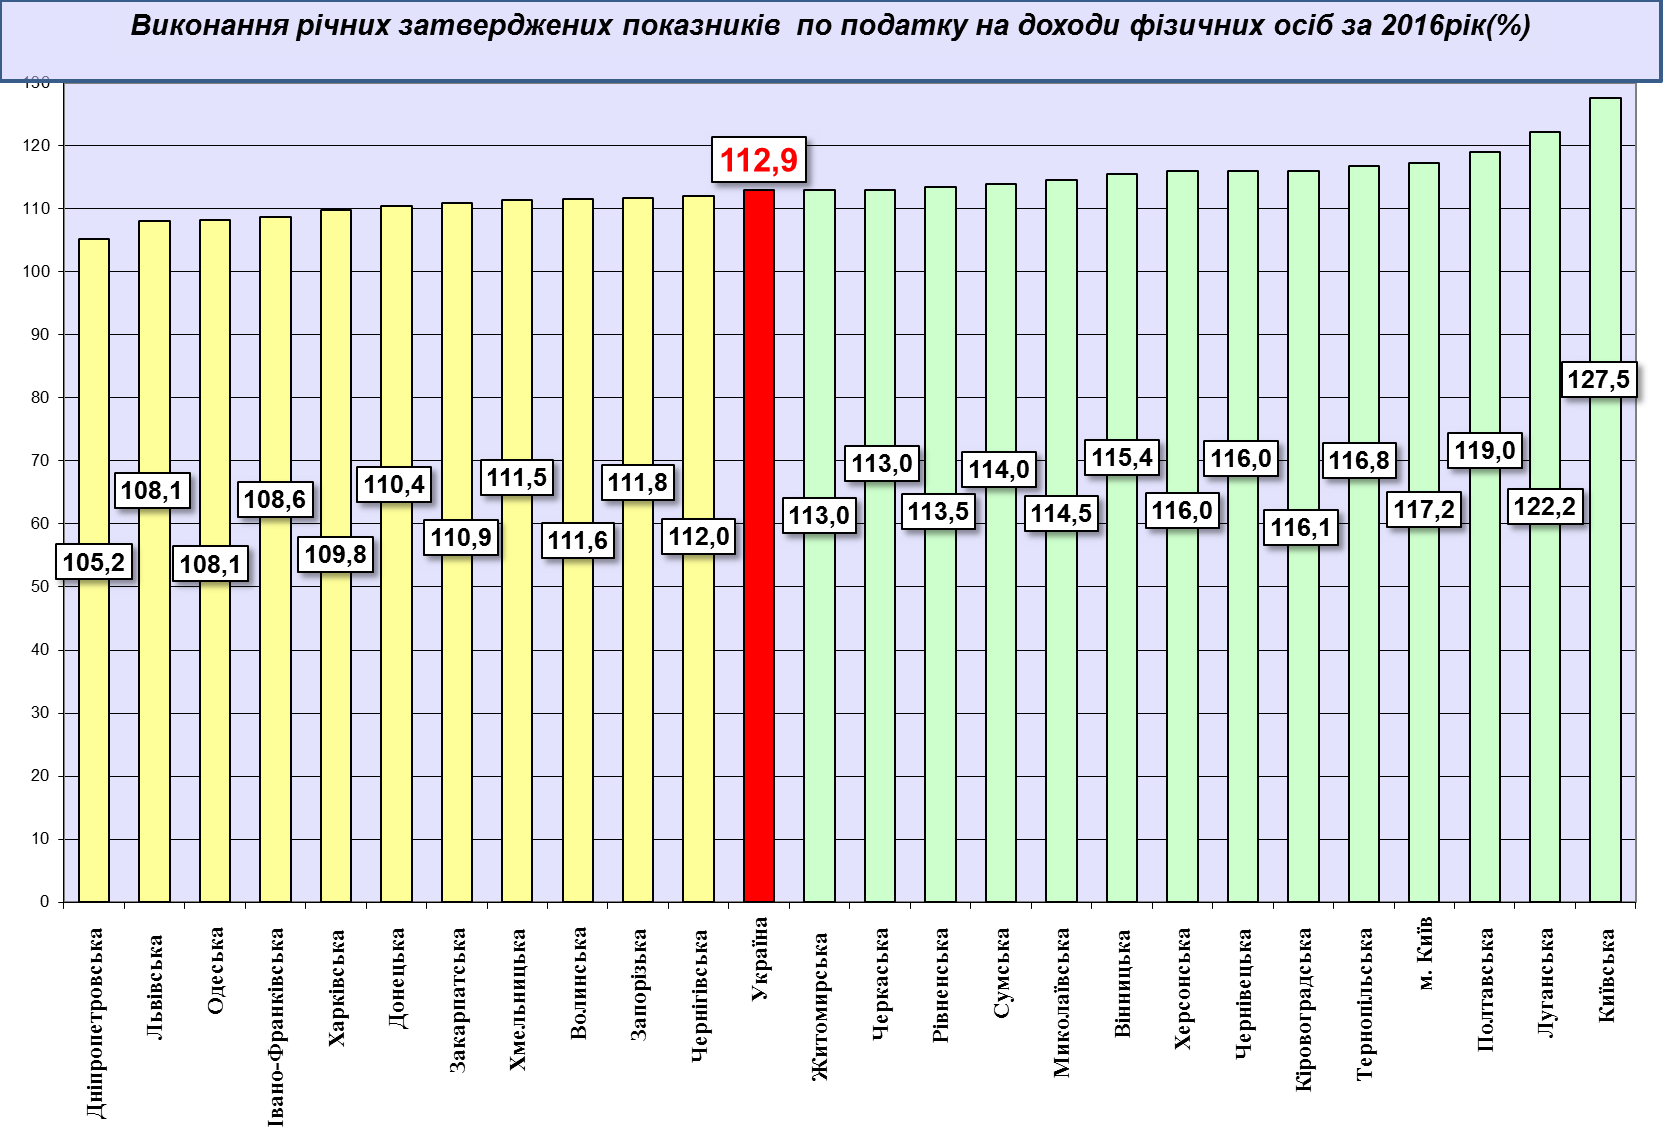 Виконання річних затверджених показників по податку на доходи фізичних осіб за 2016рік(%)
130
120
110
100
90
80
70
60
50
40
30
20
10
0
105,2
108,1
108,1
108,6
109,8
110,4
110,9
111,5
111,6
111,8
112,0
112,9
113,0
113,0
113,5
114,0
114,5
115,4
116,0
116,0
116,1
116,8
117,2
119,0
122,2
127,5
Дніпропетровська
Львівська
Одеська
Івано-Франківська
Харківська
Донецька
Закарпатська
Хмельницька
Волинська
Запорізька
Чернігівська
Україна
Житомирська
Черкаська
Рівненська
Сумська
Миколаївська
Вінницька
Херсонська
Чернівецька
Кіровоградська
Тернопільська
м. Київ
Полтавська
Луганська
Київська